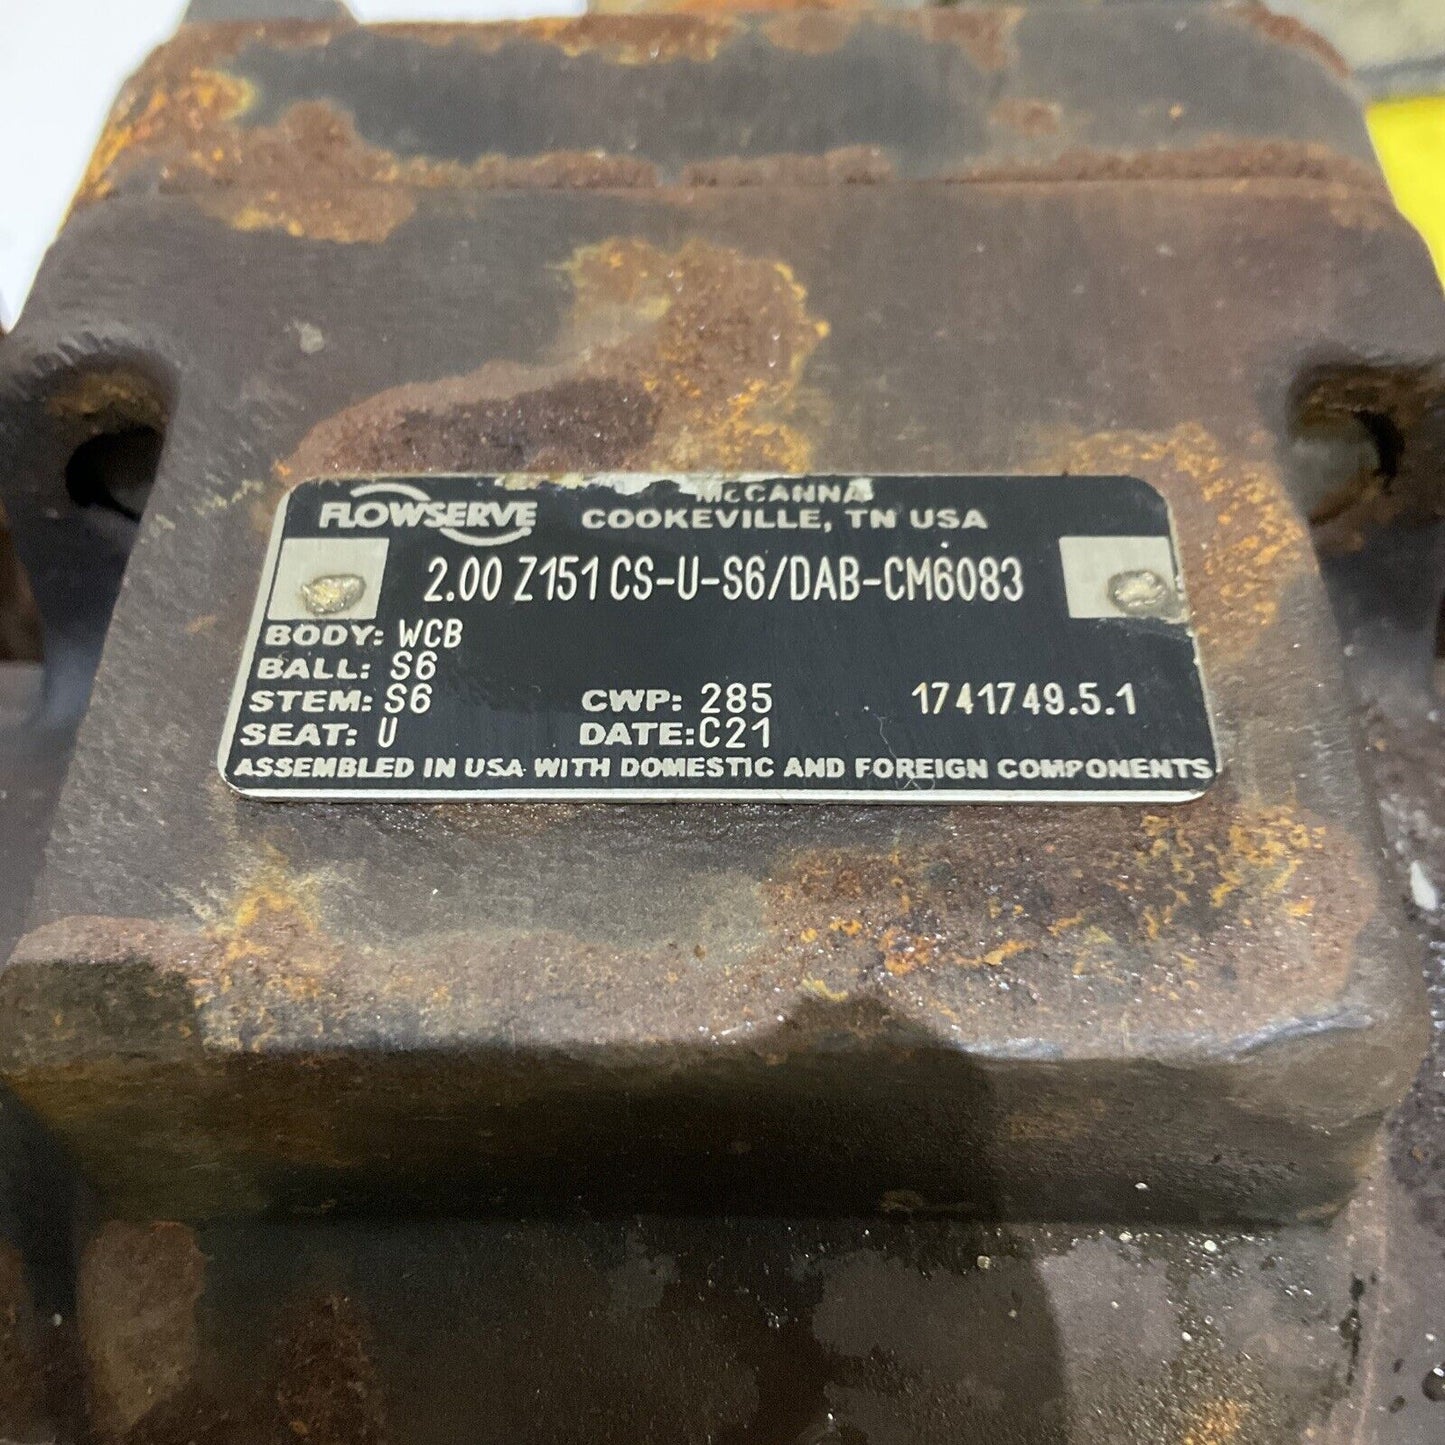 McCANNA
FLOWSERVE COOKEVILLE, TN USA
2.00 Z151 CS-U-S6/DAB-CM6083
BODY: WCB
BALL: S6
STEM: S6 CWP: 285 1741749.5.1
SEAT: U DATE: C21
ASSEMBLED IN USA WITH DOMESTIC AND FOREIGN COMPONENTS